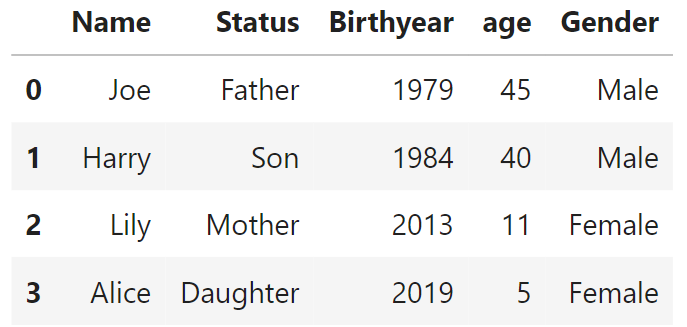 Name Status Birthyear age Gender
0 Joe Father 1979 45 Male
1 Harry Son 1984 40 Male
2 Lily Mother 2013 11 Female
3 Alice Daughter 2019 5 Female